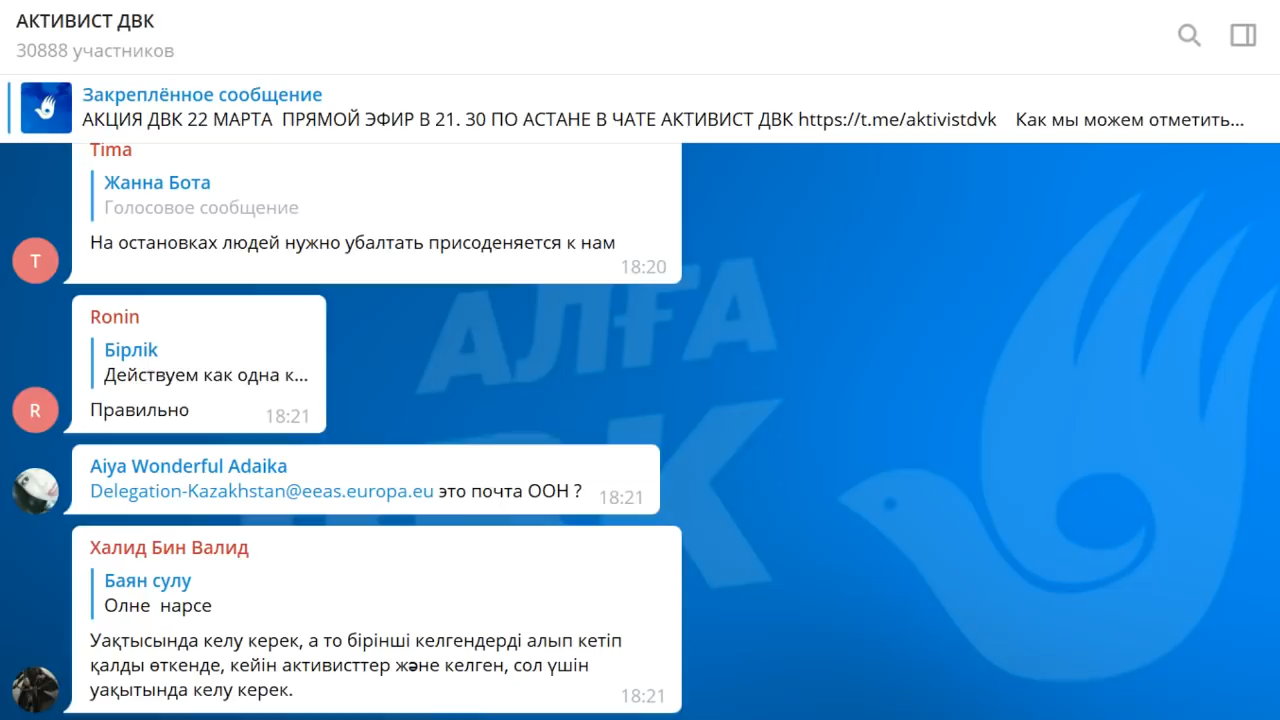 АКТИВИСТ ДВК
30888 участников
Закреплённое сообщение
АКЦИЯ ДВК 22 МАРТА ПРЯМОЙ ЭФИР В 21. 30 ПО АСТАНЕ В ЧАТЕ АКТИВИСТ ДВК https://t.me/aktivistdvk Как мы можем отметить...
Tima
Жанна Бота
Голосовое сообщение
На остановках людей нужно убалтать присоденяется к нам
18:20
T
Ronin
Бірлік
Действуем как одна к...
Правильно
18:21
R
Aiya Wonderful Adaika
Delegation-Kazakhstan@eeas.europa.eu это почта ООН ?
18:21
Халид Бин Валид
Баян сулу
Олне нарсе
Уақтысында келу керек, а то бірінші келгендерді алып кетіп
қалды өткенде, кейін активисттер және келген, сол үшін
уақытында келу керек.
18:21
АЛҒА
ДВК